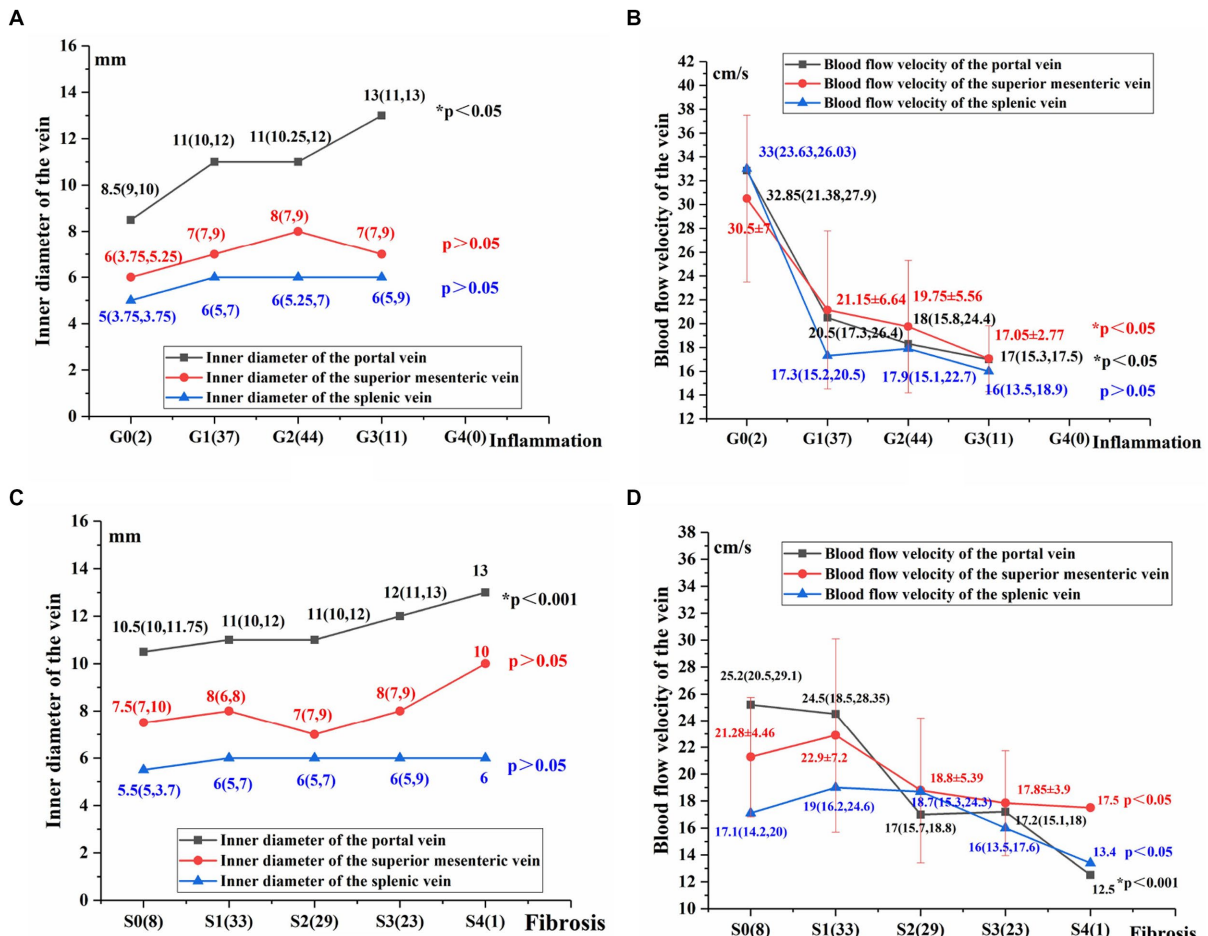 A
mm
16
14
12
10
8
6
4
2
0
Inner diameter of the vein
8.5(9,10)
11(10,12)
11(10.25,12)
13(11,13)
*p<0.05
6(3.75,5.25)
7(7,9)
8(7,9)
7(7,9)
p>0.05
5(3.75,3.75)
6(5,7)
6(5.25,7)
6(5,9)
p>0.05
Inner diameter of the portal vein
Inner diameter of the superior mesenteric vein
Inner diameter of the splenic vein
G0(2) G1(37) G2(44) G3(11) G4(0) Inflammation
B
cm/s
42
40
38
36
34
32
30
28
26
24
22
20
18
16
14
12
Blood flow velocity of the vein
Blood flow velocity of the portal vein
Blood flow velocity of the superior mesenteric vein
Blood flow velocity of the splenic vein
33(23.63,26.03)
32.85(21.38,27.9)
30.5±7
21.15±6.64
19.75±5.56
20.5(17.3,26.4)
18(15.8,24.4)
17.05±2.77
*p<0.05
17(15.3,17.5)
*p<0.05
17.3(15.2,20.5)
17.9(15.1,22.7)
16(13.5,18.9)
p>0.05
G0(2) G1(37) G2(44) G3(11) G4(0) Inflammation
C
mm
16
14
12
10
8
6
4
2
0
Inner diameter of the vein
10.5(10,11.75)
11(10,12)
11(10,12)
12(11,13)
13
*p<0.001
7.5(7,10)
8(6,8)
7(7,9)
8(7,9)
10
p>0.05
5.5(5,3.7)
6(5,7)
6(5,7)
6(5,9)
6
p>0.05
Inner diameter of the portal vein
Inner diameter of the superior mesenteric vein
Inner diameter of the splenic vein
S0(8) S1(33) S2(29) S3(23) S4(1) Fibrosis
D
cm/s
38
36
34
32
30
28
26
24
22
20
18
16
14
12
10
Blood flow velocity of the vein
Blood flow velocity of the portal vein
Blood flow velocity of the superior mesenteric vein
Blood flow velocity of the splenic vein
25.2(20.5,29.1)
24.5(18.5,28.35)
21.28±4.46
22.9±7.2
18.8±5.39
17.85±3.9
17.5 p<0.05
17.1(14.2,20)
19(16.2,24.6)
18.7(15.3,24.3)
17(15.7,18.8)
17.2(15.1,18)
16(13.5,17.6)
13.4 p<0.05
12.5 *p<0.001
S0(8) S1(33) S2(29) S3(23) S4(1) Fibrosis